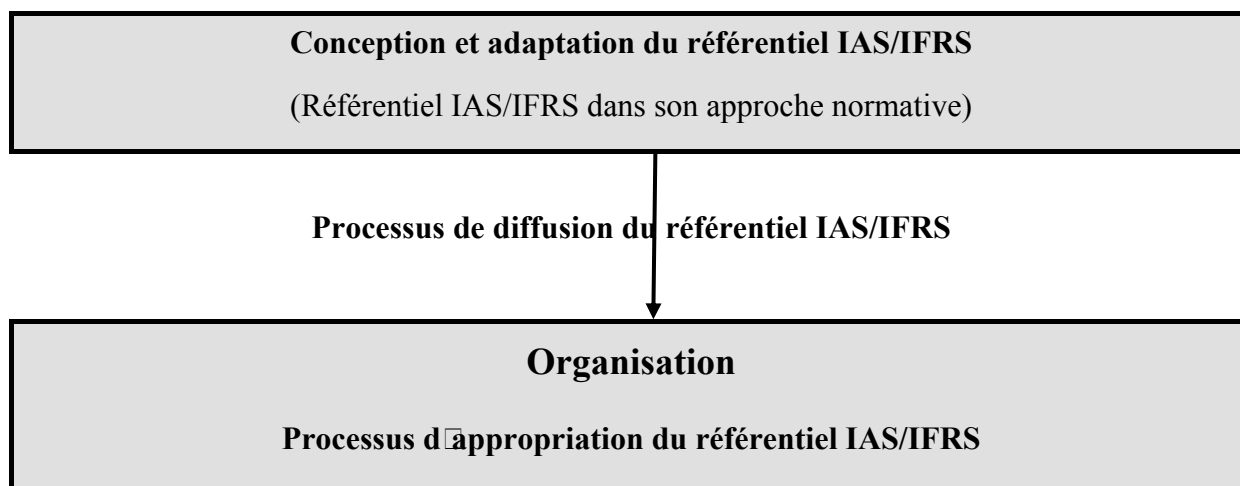 Conception et adaptation du référentiel IAS/IFRS
(Référentiel IAS/IFRS dans son approche normative)
Processus de diffusion du référentiel IAS/IFRS
Organisation
Processus d□appropriation du référentiel IAS/IFRS